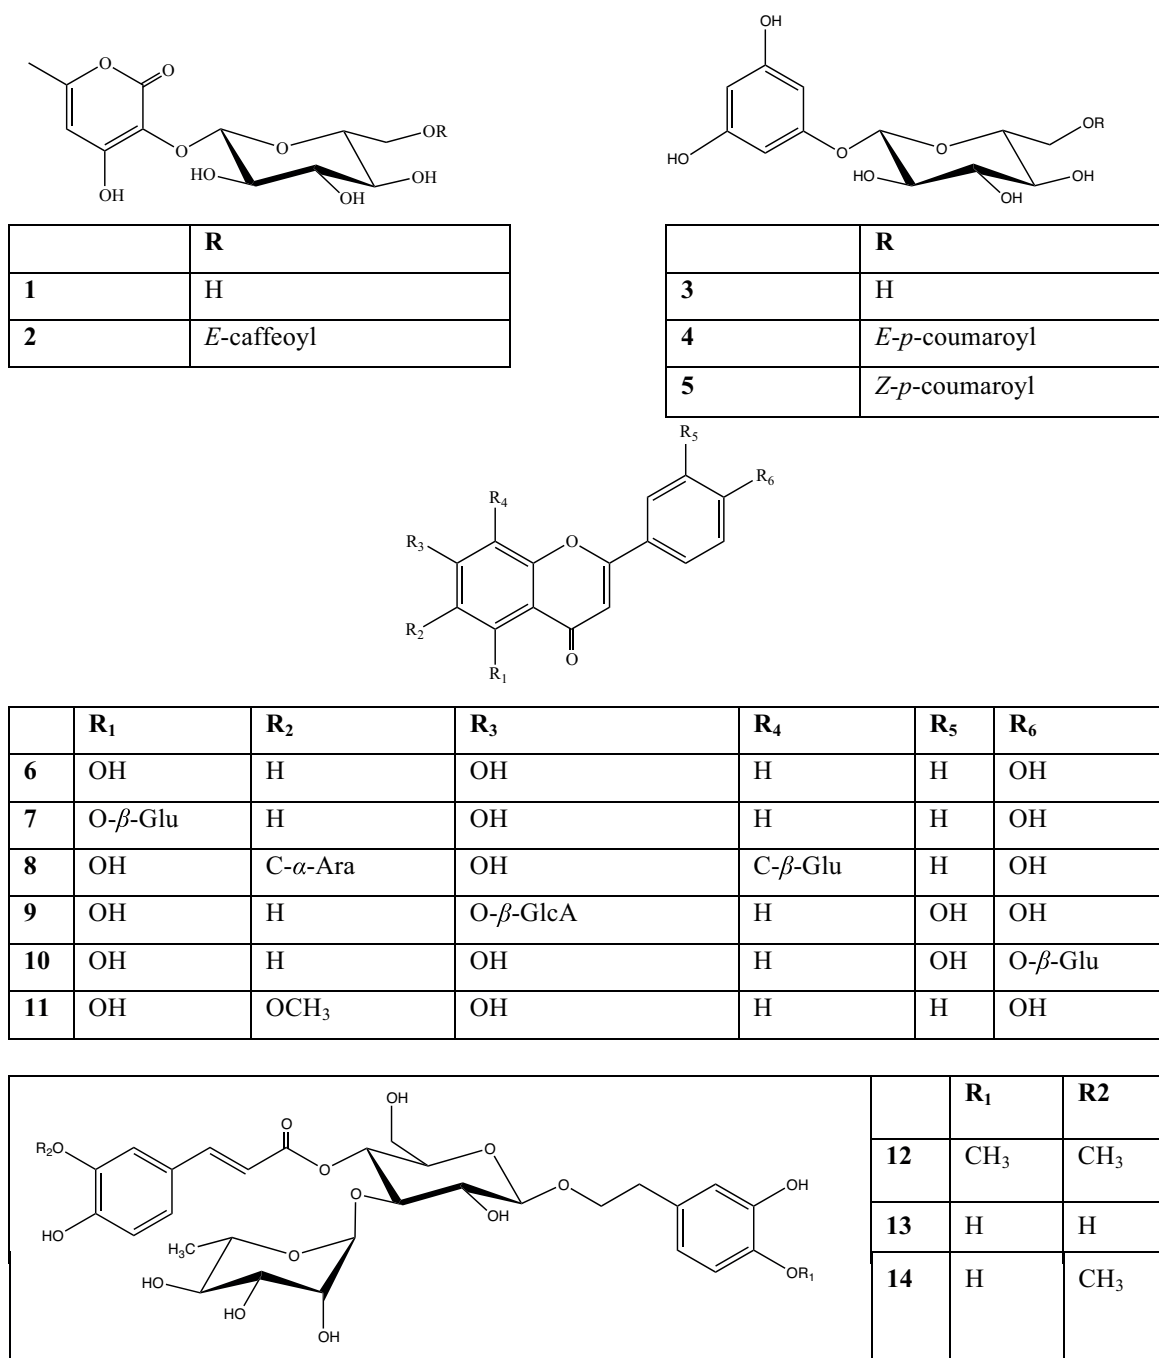 O
O
OR
O
O
HO
OH
OH
OH
OH
OR
O
O
HO
HO
OH
OH
R
1 H
2 E-caffeoyl
R
3 H
4 E-p-coumaroyl
5 Z-p-coumaroyl
R5
R6
R4
R3
O
R2
O
R1
R1 R2 R3 R4 R5 R6
6 OH H OH H H OH
7 O-β-Glu H OH H H OH
8 OH C-α-Ara OH C-β-Glu H OH
9 OH H O-β-GlcA H OH OH
10 OH H OH H OH O-β-Glu
11 OH OCH3 OH H H OH
OH
O
R2O
O
O
O
OH
O
OH
HO
H3C
O
OR1
HO
HO
OH
R1 R2
12 CH3 CH3
13 H H
14 H CH3